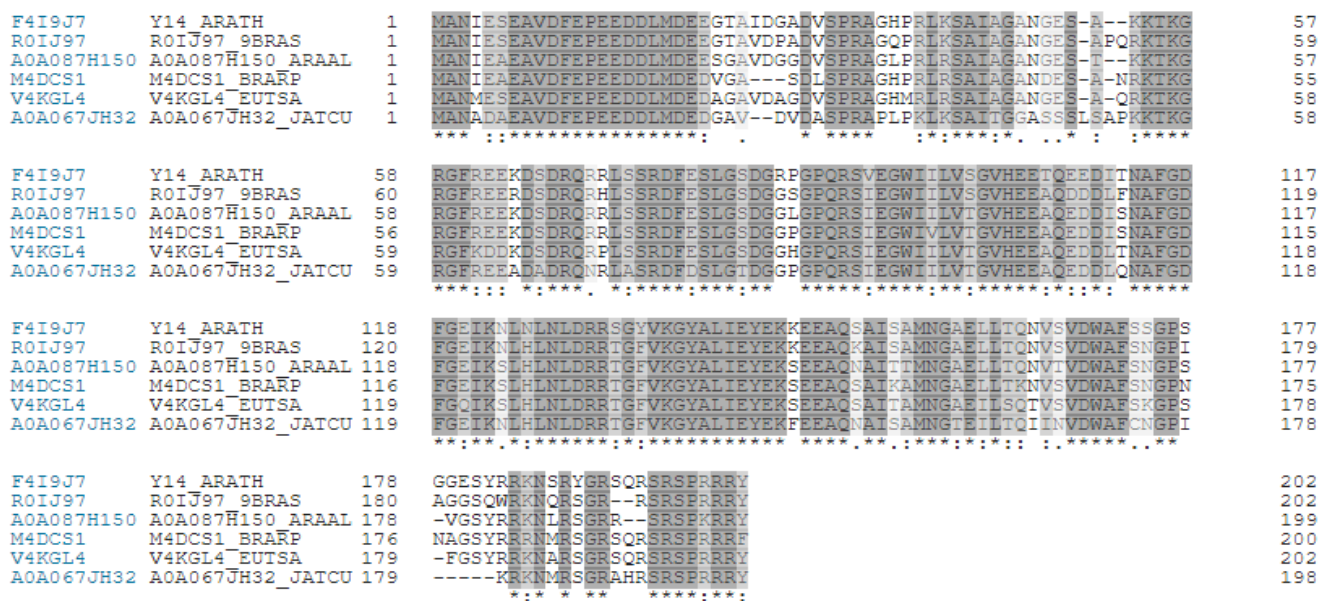 F4I9J7 Y14_ARATH 1 MANIESEAVDFEPEEDDLMDEEGTAIDGADVSPRAGHPRLKSAIAGANGES-A--KKTKG 57
R0IJ97 R0IJ97_9BRAS 1 MANIESEAVDFEPEEDDLMDEEGTAVDPADVSPRAGQPRLKSAIAGANGES-APQRKTKG 59
A0A087H150 A0A087H150_ARAAL 1 MANIEAEAVDFEPEEDDLMDEESGAVDGGDVSPRAGLPRLKSAIAGANGES-T--KKTKG 57
M4DCS1 M4DCS1_BRARP 1 MANIEAEAVDFEPEEDDLMDEDVGA---SDLSPRAGHPRLRSAIAGANDES-A-NRKTKG 55
V4KGL4 V4KGL4_EUTSA 1 MANMESEAVDFEPEEDDLMDEDAGAVDAGDVSPRAGHMRLRSAIAGANGES-A-QRKTKG 58
A0A067JH32 A0A067JH32_JATCU 1 MANADAEAVDFEPEEDDLMDEDGAV--DVDASPRAPLPKLKSAITGGASSSLSAPKKTKG 58
*** ::***************:  .    * ****   :*:***:*. ..*    :****
F4I9J7 Y14_ARATH 58 RGFREEKDSDRQRRLSSRDFESLGSDGRPGPQRSVEGWIILVSGVHEETQEEDITNAFGD 117
R0IJ97 R0IJ97_9BRAS 60 RGFREERDSDRQRHLSSRDFESLGSDGGSGPQRSIEGWIILVSGVHEEAQEDDLFNAFGD 119
A0A087H150 A0A087H150_ARAAL 58 RGFREEKDSDRQRRLSSRDFESLGSDGGLGPQRSIEGWIILVTGVHEEAQEDDISNAFGD 117
M4DCS1 M4DCS1_BRARP 56 RGFREEKDSDRQRRLSSRDFESLGSDGGPGPQRSIEGWIVLVTGVHEEAQEDDISNAFGD 115
V4KGL4 V4KGL4_EUTSA 59 RGFKDDKDSDRQRPLSSRDFESLGSDGGHGPQRSIEGWIILVTGVHEEAQEDDITNAFGD 118
A0A067JH32 A0A067JH32_JATCU 59 RGFREEADADRQNRLASRDFDSLGTDGGPGPQRSIEGWIILVTGVHEEAQEDDLQNAFGD 118
***::: *:***. *:****:***:**  *****:****:**:*****:**:*: *****
F4I9J7 Y14_ARATH 118 FGEIKNLNLNLDRRSGYVKGYALIEYEKKEEAQSAISAMNGAELLTQNVSVDWAFSSGPS 177
R0IJ97 R0IJ97_9BRAS 120 FGEIKNLHLNLDRRTGFVKGYALIEYEKKEEAQKAISAMNGAELLTQNVSVDWAFSNGPI 179
A0A087H150 A0A087H150_ARAAL 118 FGEIKSLHLNLDRRTGFVKGYALIEYEKSEEAQNAITTMNGAELLTQNVTVDWAFSNGPS 177
M4DCS1 M4DCS1_BRARP 116 FGEIKSLHLNLDRRTGFVKGYALIEYEKSEEAQSAIKAMNGAELLTKNVSVDWAFSNGPN 175
V4KGL4 V4KGL4_EUTSA 119 FGQIKSLHLNLDRRTGFVKGYALIEYEKSEEAQSAITAMNGAEILSQTVSVDWAFSKGPS 178
A0A067JH32 A0A067JH32_JATCU 119 FGEIKNLHLNLDRRTGFVKGYALIEYEKFEEAQNAISAMNGTEILTQIINVDWAFCNGPI 178
**:**.*:******:*:*********** ****.**.:***:*:*:: :.*****..**
F4I9J7 Y14_ARATH 178 GGESYRRKNSRYGRSQRSRSPRRRY 202
R0IJ97 R0IJ97_9BRAS 180 AGGSQWRKNQRSGR--RSRSPRRRY 202
A0A087H150 A0A087H150_ARAAL 178 -VGSYRRKNLRSGRR--SRSPKRRY 199
M4DCS1 M4DCS1_BRARP 176 NAGSYRRRNMRSGRSQRSRSPRRRF 200
V4KGL4 V4KGL4_EUTSA 179 -FGSYRRKNARSGRSQRSRSPRRRY 202
A0A067JH32 A0A067JH32_JATCU 179 -----KRKNMRSGRAHRSRSPRRRY 198
*:* * **   ****:**: